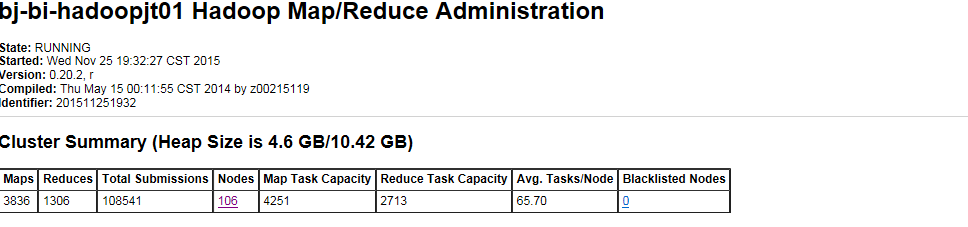 bj-bi-hadoopjt01 Hadoop Map/Reduce Administration
State: RUNNING
Started: Wed Nov 25 19:32:27 CST 2015
Version: 0.20.2, r
Compiled: Thu May 15 00:11:55 CST 2014 by z00215119
Identifier: 201511251932
Cluster Summary (Heap Size is 4.6 GB/10.42 GB)
Maps Reduces Total Submissions Nodes Map Task Capacity Reduce Task Capacity Avg. Tasks/Node Blacklisted Nodes
3836 1306 108541 106 4251 2713 65.70 0